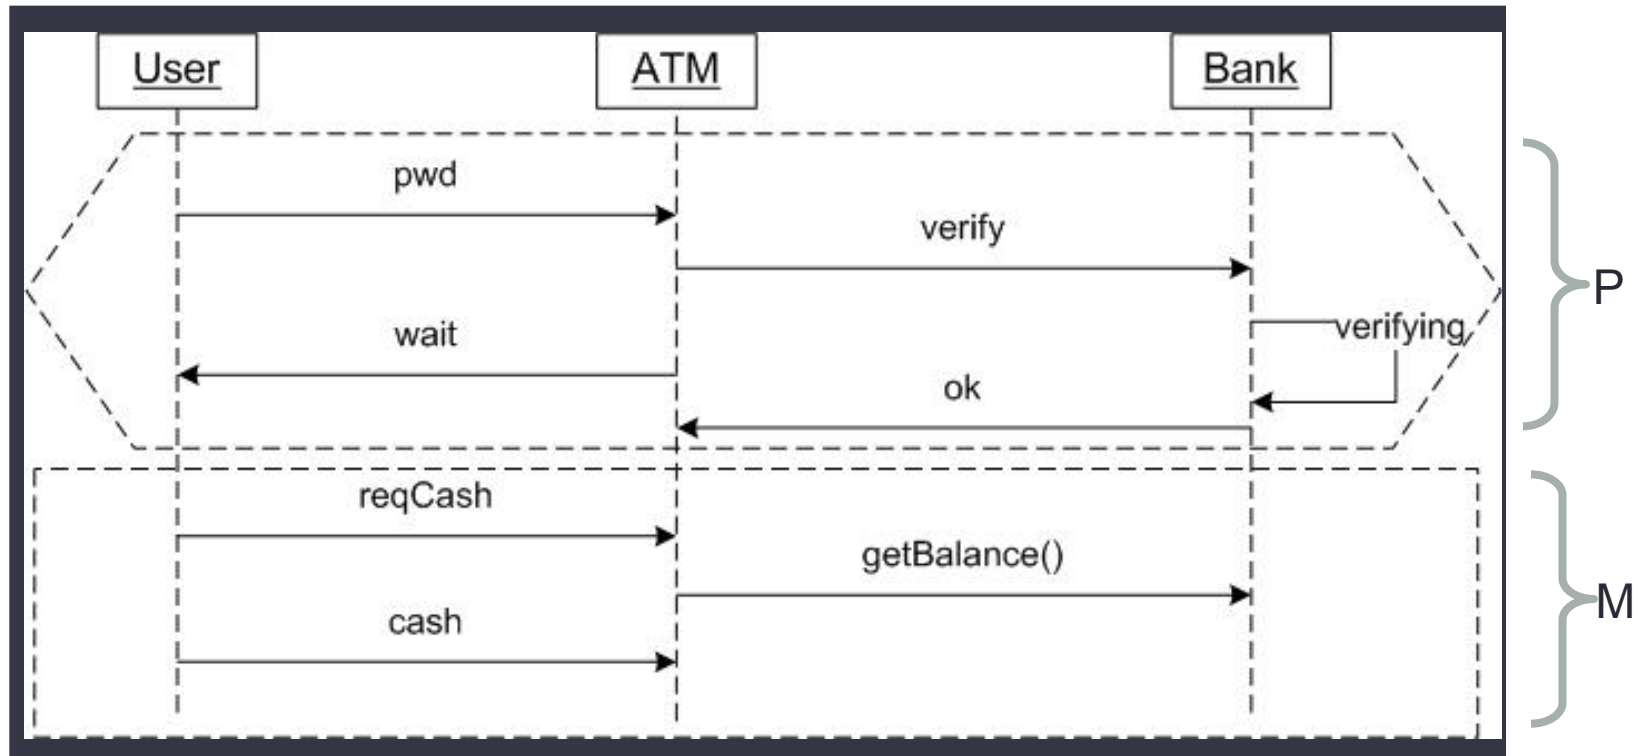 User
ATM
Bank
pwd
verify
wait
verifying
ok
P
reqCash
getBalance()
cash
M